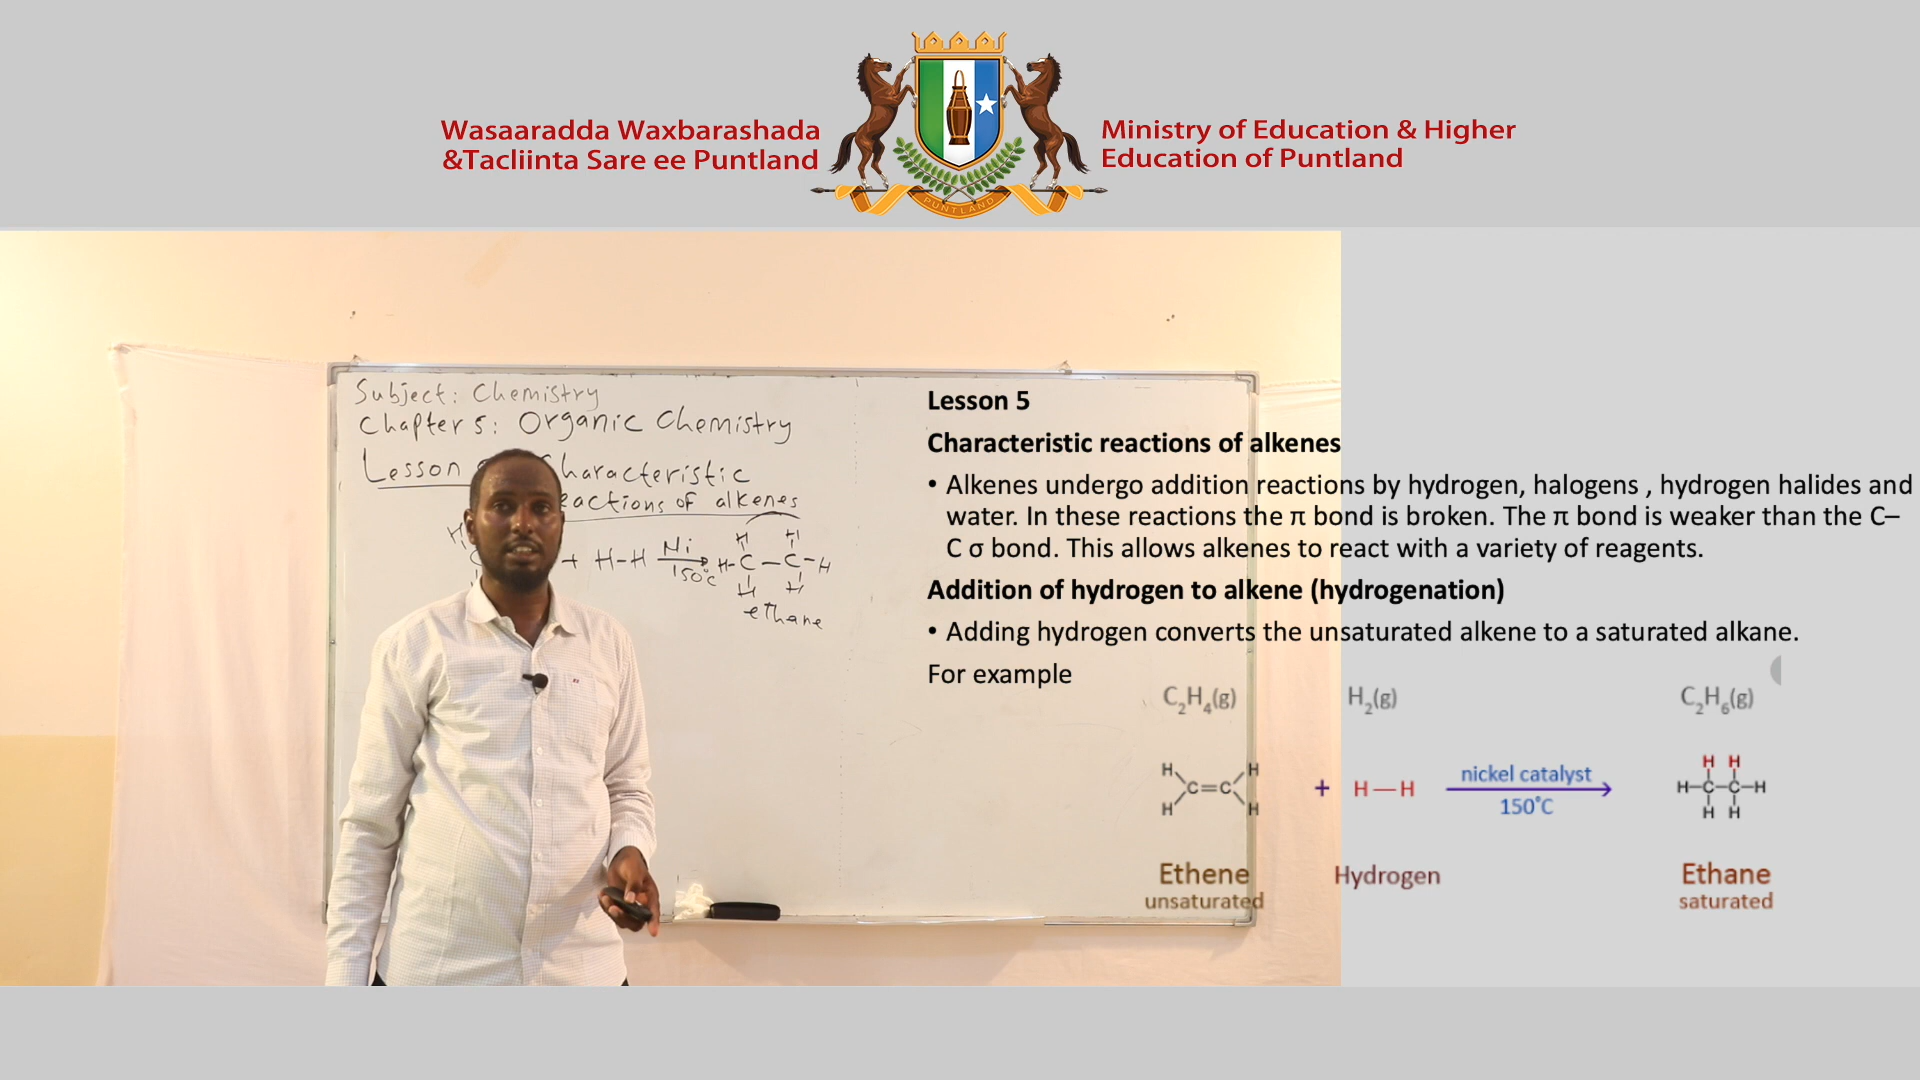 Wasaaradda Waxbarashada
&Tacliinta Sare ee Puntland
Ministry of Education & Higher
Education of Puntland
PUNTLAND
Subject: Chemistry
Chapter 5: Organic Chemistry
Lesson
Characteristic
eactions of alkenes
H H H
+ H-H Ni H-C-C-H
150°C H H
ethane
Lesson 5
Characteristic reactions of alkenes
• Alkenes undergo addition reactions by hydrogen, halogens , hydrogen halides and
water. In these reactions the π bond is broken. The π bond is weaker than the C–
C σ bond. This allows alkenes to react with a variety of reagents.
Addition of hydrogen to alkene (hydrogenation)
• Adding hydrogen converts the unsaturated alkene to a saturated alkane.
For example
C₂H₄(g) H₂(g) C₂H₆(g)
H H H H
C=C + H—H nickel catalyst H-C-C-H
H H 150°C H H
Ethene Hydrogen Ethane
unsaturated saturated